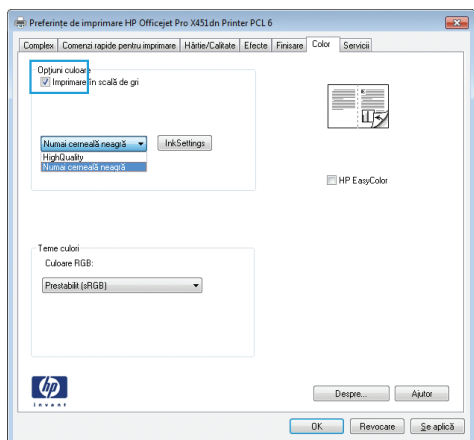 Preferințe de imprimare HP Officejet Pro X451dn Printer PCL 6
Complex Comenzi rapide pentru imprimare Hârtie/Calitate Efecte Finisare Color Servicii
Opțiuni culoare
Imprimare în scală de gri
Numai cerneală neagră InkSettings
HighQuality
Numai cerneală neagră
HP EasyColor
Teme culori
Culoare RGB:
Prestabilit (sRGB)
hp
invent
Despre... Ajutor
OK Revocare Se aplică